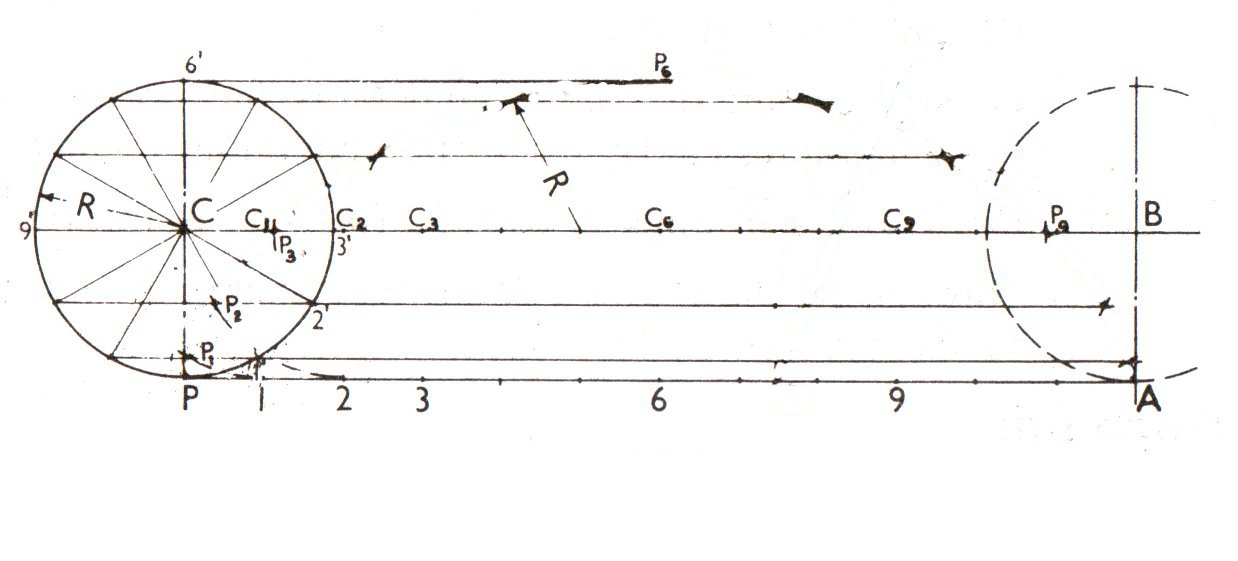 6' P₆
R
R
9' C C₁ C₂ C₃ C₆ C₉ P₉ B
P₃ 3'
P₂ 2'
P₁
P 1 2 3 6 9 A